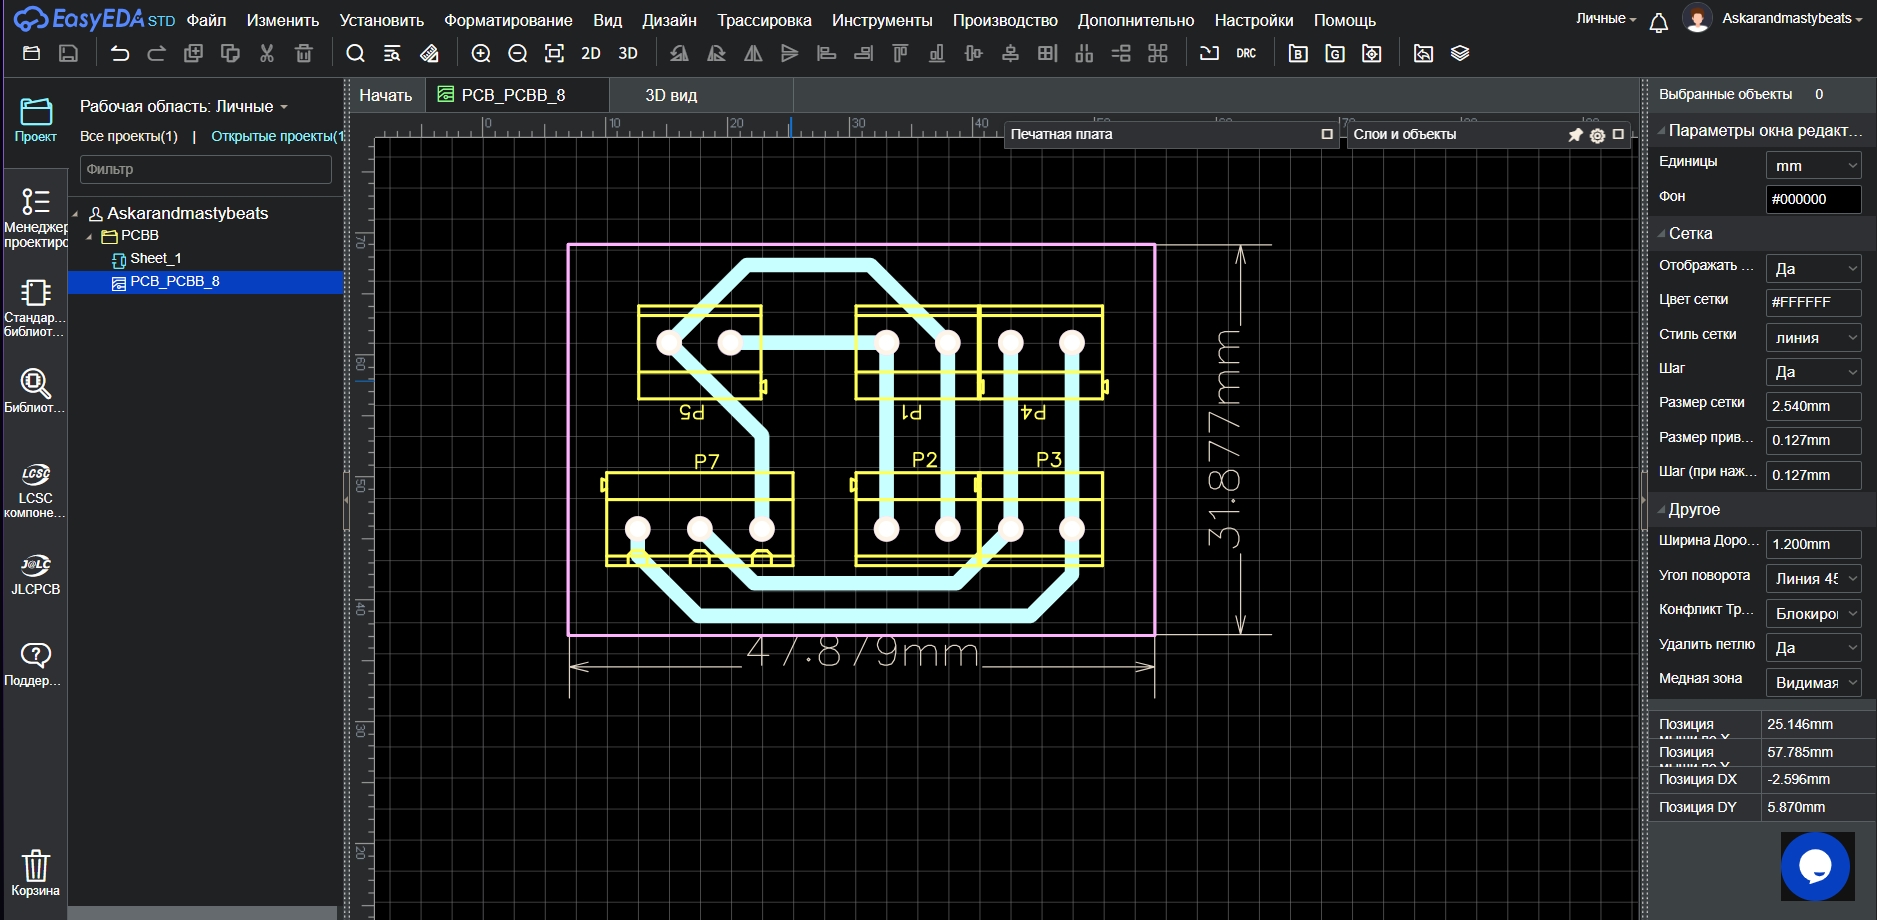 EasyEDA STD
Файл Изменить Установить Форматирование Вид Дизайн Трассировка Инструменты Производство Дополнительно Настройки Помощь
Личные
Askarandmastybeats
2D 3D DRC B G
Проект
Менеджер
проектиро
Стандар...
библиот...
Библиот...
LCSC
LCSC
компоне...
J@LC
JLCPCB
Поддер...
Корзина
Рабочая область: Личные
Все проекты(1) | Открытые проекты(1
Фильтр
Askarandmastybeats
PCBB
Sheet_1
PCB_PCBB_8
Начать PCB_PCBB_8 3D вид
0 10 20 30 40
Печатная плата
Слои и объекты
70
60
50
40
30
20
P5 P1 P4
P7 P2 P3
31.877mm
47.879mm
Выбранные объекты 0
Параметры окна редакт...
Единицы mm
Фон #000000
Сетка
Отображать ... Да
Цвет сетки #FFFFFF
Стиль сетки линия
Шаг Да
Размер сетки 2.540mm
Размер прив... 0.127mm
Шаг (при наж... 0.127mm
Другое
Ширина Доро... 1.200mm
Угол поворота Линия 45
Конфликт Тр... Блокиро
Удалить петлю Да
Медная зона Видимая
Позиция 25.146mm
Позиция 57.785mm
Позиция DX -2.596mm
Позиция DY 5.870mm